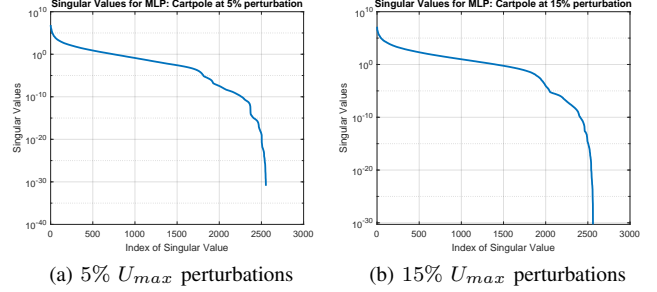 Singular Values for MLP: Cartpole at 5% perturbation
10^10
10^0
10^-10
10^-20
10^-30
10^-40
Singular Values
0 500 1000 1500 2000 2500 3000
Index of Singular Value
(a) 5% U_max perturbations
Singular Values for MLP: Cartpole at 15% perturbation
10^10
10^0
10^-10
10^-20
10^-30
Singular Values
0 500 1000 1500 2000 2500 3000
Index of Singular Value
(b) 15% U_max perturbations